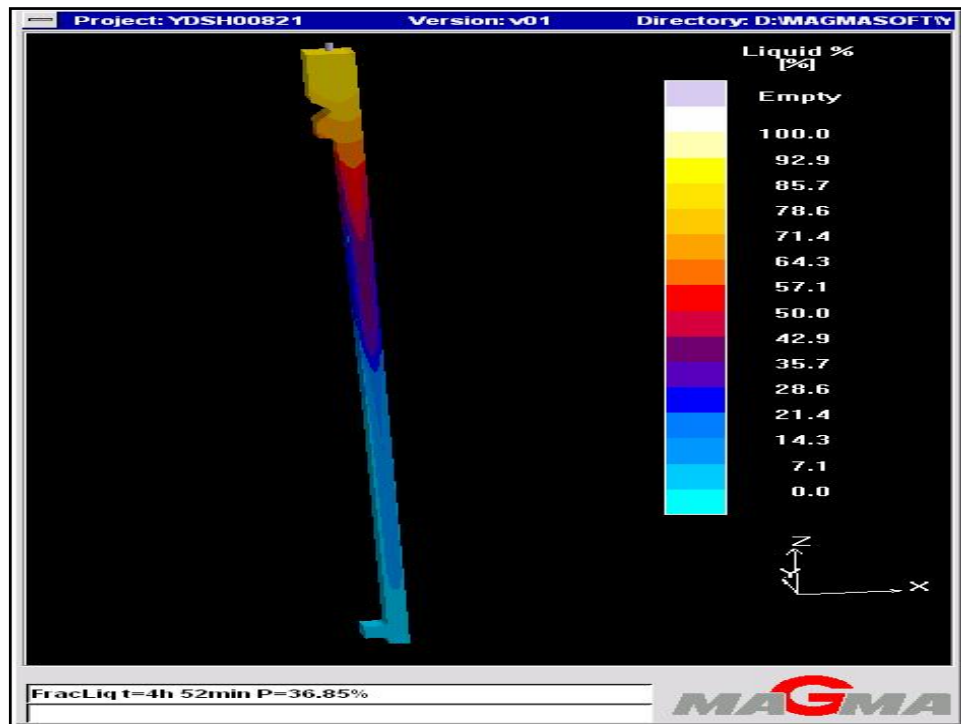 Project: YDSH00821 Version: v01 Directory: D:\MAGMASOFT\Y
Liquid %
[%]
Empty
100.0
92.9
85.7
78.6
71.4
64.3
57.1
50.0
42.9
35.7
28.6
21.4
14.3
7.1
0.0
Z
Y
X
FracLiq t=4h 52min P=36.85%
MAGMA